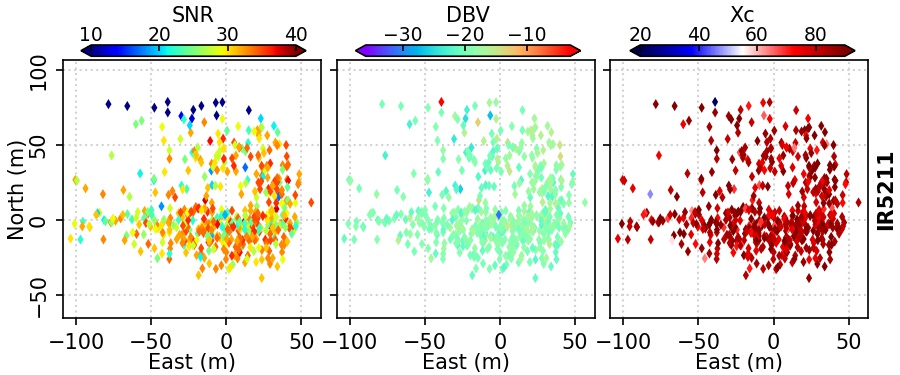 SNR DBV Xc
10 20 30 40 −30 −20 −10 20 40 60 80
100
50
0
−50
North (m)
−100 −50 0 50 −100 −50 0 50 −100 −50 0 50
East (m) East (m) East (m)
IR5211